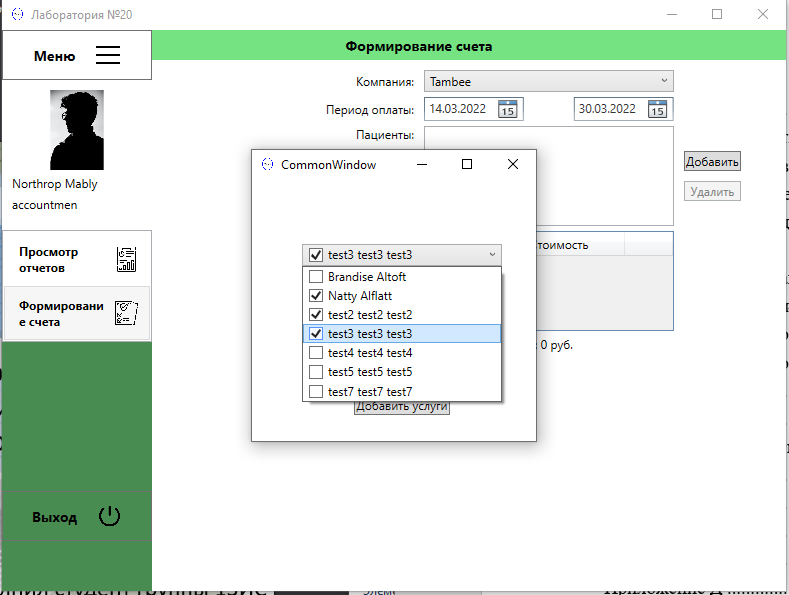 Лаборатория №20
Меню
Northrop Mably
accountmen
Просмотр
отчетов
Формировани
е счета
Выход
Формирование счета
Компания: Tambee
Период оплаты: 14.03.2022 15 30.03.2022 15
Пациенты:
Добавить
Удалить
тоимость
: 0 руб.
CommonWindow
test3 test3 test3
Brandise Altoft
Natty Alflatt
test2 test2 test2
test3 test3 test3
test4 test4 test4
test5 test5 test5
test7 test7 test7
Добавить услуги